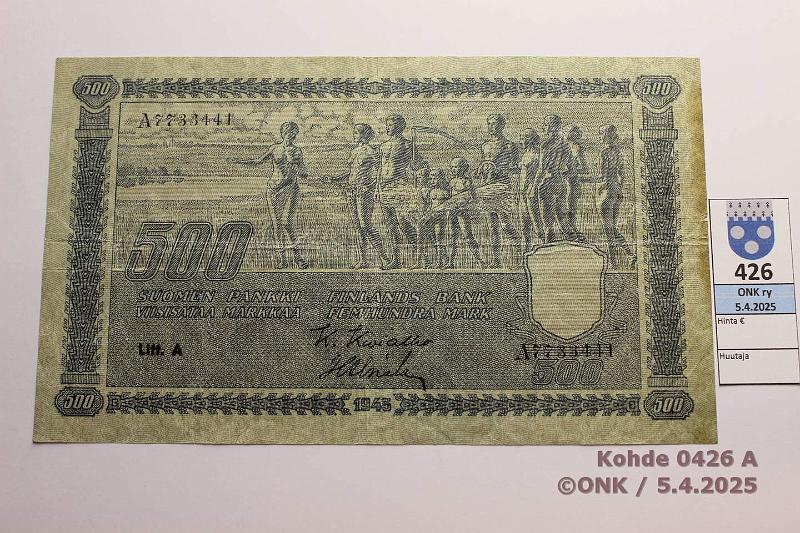 500
500
A7733441
500
SUOMEN PANKKI FINLANDS BANK
VIISISATAA MARKKAA FEMHUNDRA MARK
Litt. A
A7733441
500
500
1945
500
426
ONK ry
5.4.2025
Hinta €
Huutaja
Kohde 0426 A
©ONK / 5.4.2025